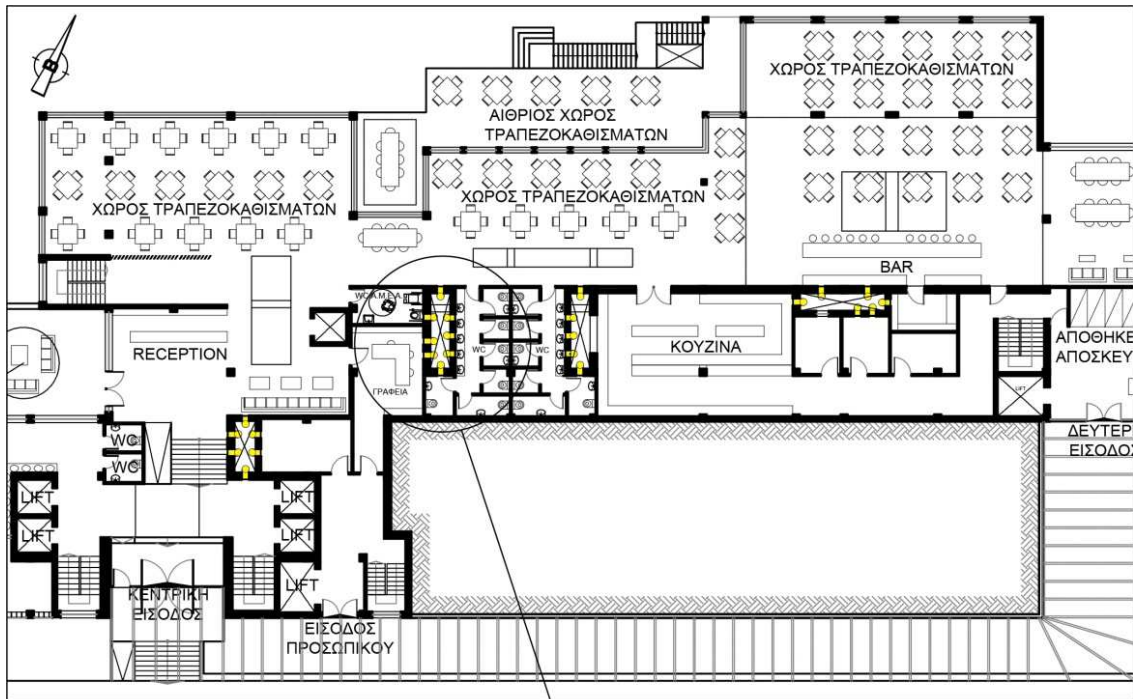 ΧΩΡΟΣ ΤΡΑΠΕΖΟΚΑΘΙΣΜΑΤΩΝ
ΑΙΘΡΙΟΣ ΧΩΡΟΣ
ΤΡΑΠΕΖΟΚΑΘΙΣΜΑΤΩΝ
ΧΩΡΟΣ ΤΡΑΠΕΖΟΚΑΘΙΣΜΑΤΩΝ
ΧΩΡΟΣ ΤΡΑΠΕΖΟΚΑΘΙΣΜΑΤΩΝ
BAR
WC Α.Μ.Ε.Α.
RECEPTION
WC
WC
ΚΟΥΖΙΝΑ
ΑΠΟΘΗΚΕ
ΑΠΟΣΚΕΥ
ΓΡΑΦΕΙΑ
LIFT
WC
WC
ΔΕΥΤΕΡ
ΕΙΣΟΔΟΣ
LIFT
LIFT
LIFT
LIFT
LIFT
ΚΕΝΤΡΙΚΗ
ΕΙΣΟΔΟΣ
ΕΙΣΟΔΟΣ
ΠΡΟΣΩΠΙΚΟΥ